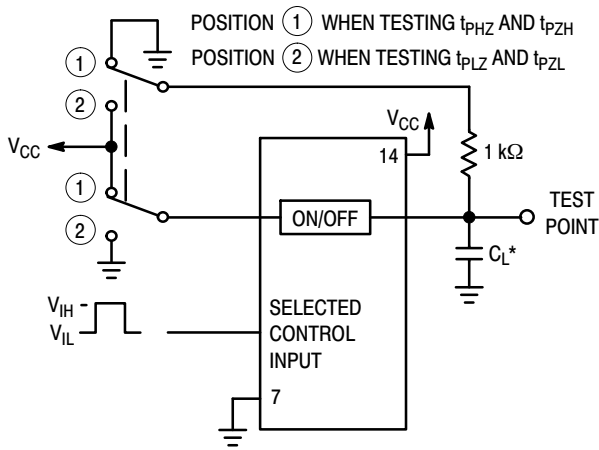 POSITION 1 WHEN TESTING tPHZ AND tPZH
POSITION 2 WHEN TESTING tPLZ AND tPZL
1
2
VCC
1
2
VCC
14
1 kΩ
ON/OFF
TEST
POINT
CL*
VIH
VIL
SELECTED
CONTROL
INPUT
7